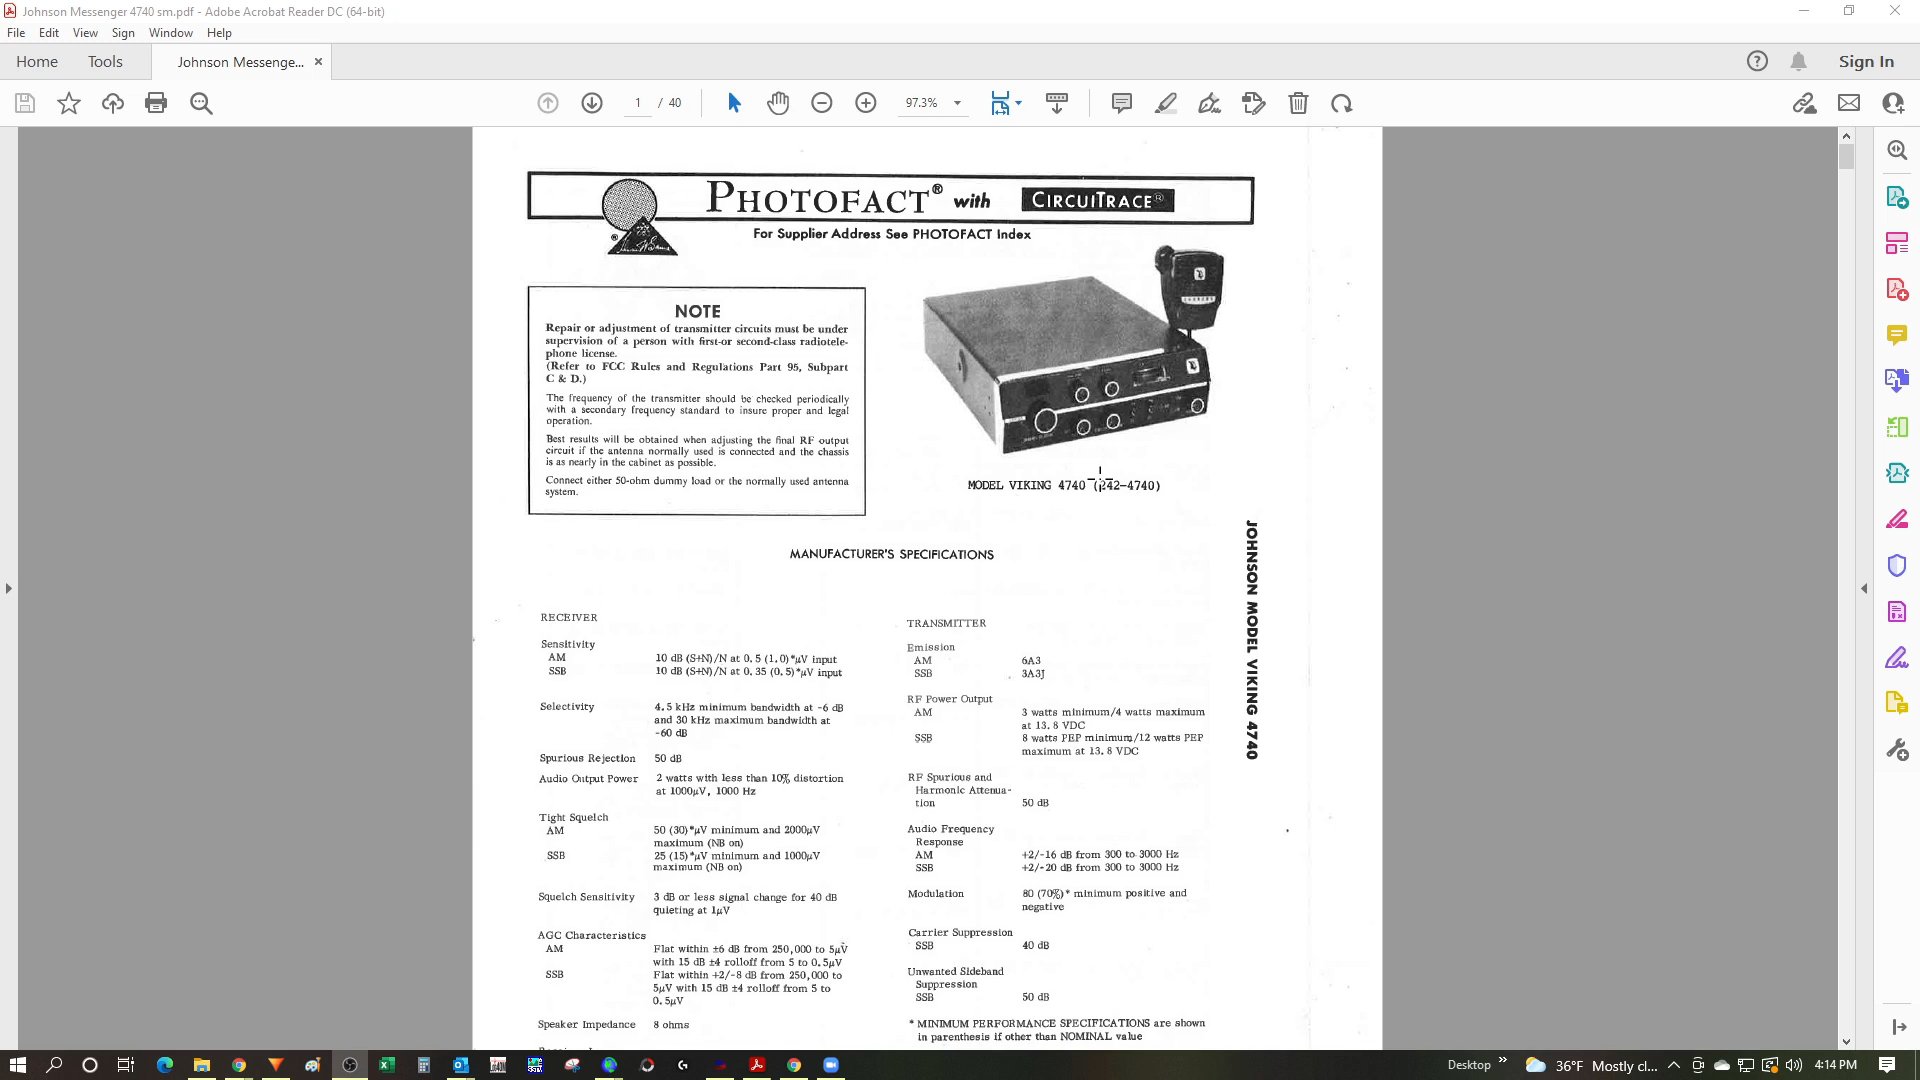 Johnson Messenger 4740 sm.pdf - Adobe Acrobat Reader DC (64-bit)
File Edit View Sign Window Help
Home Tools Johnson Messenge... × Sign In
1 / 40 97.3%
PHOTOFACT® with CIRCUITRACE®
For Supplier Address See PHOTOFACT Index
NOTE
Repair or adjustment of transmitter circuits must be under
supervision of a person with first-or second-class radiotele-
phone license.
(Refer to FCC Rules and Regulations Part 95, Subpart
C & D.)
The frequency of the transmitter should be checked periodically
with a secondary frequency standard to insure proper and legal
operation.
Best results will be obtained when adjusting the final RF output
circuit if the antenna normally used is connected and the chassis
is as nearly in the cabinet as possible.
Connect either 50-ohm dummy load or the normally used antenna
system.
MODEL VIKING 4740 (242-4740)
JOHNSON MODEL VIKING 4740
MANUFACTURER'S SPECIFICATIONS
RECEIVER
Sensitivity
AM 10 dB (S+N)/N at 0.5 (1.0)*µV input
SSB 10 dB (S+N)/N at 0.35 (0.5)*µV input
Selectivity 4.5 kHz minimum bandwidth at -6 dB
and 30 kHz maximum bandwidth at
-60 dB
Spurious Rejection 50 dB
Audio Output Power 2 watts with less than 10% distortion
at 1000µV, 1000 Hz
Tight Squelch
AM 50 (30)*µV minimum and 2000µV
maximum (NB on)
SSB 25 (15)*µV minimum and 1000µV
maximum (NB on)
Squelch Sensitivity 3 dB or less signal change for 40 dB
quieting at 1µV
AGC Characteristics
AM Flat within ±6 dB from 250,000 to 5µV
with 15 dB ±4 rolloff from 5 to 0.5µV
SSB Flat within +2/-8 dB from 250,000 to
5µV with 15 dB ±4 rolloff from 5 to
0.5µV
Speaker Impedance 8 ohms
TRANSMITTER
Emission
AM 6A3
SSB 3A3J
RF Power Output
AM 3 watts minimum/4 watts maximum
at 13.8 VDC
SSB 8 watts PEP minimum/12 watts PEP
maximum at 13.8 VDC
RF Spurious and
Harmonic Attenua-
tion 50 dB
Audio Frequency
Response
AM +2/-16 dB from 300 to 3000 Hz
SSB +2/-20 dB from 300 to 3000 Hz
Modulation 80 (70%)* minimum positive and
negative
Carrier Suppression
SSB 40 dB
Unwanted Sideband
Suppression
SSB 50 dB
* MINIMUM PERFORMANCE SPECIFICATIONS are shown
in parenthesis if other than NOMINAL value
Desktop 36°F Mostly cl... 4:14 PM